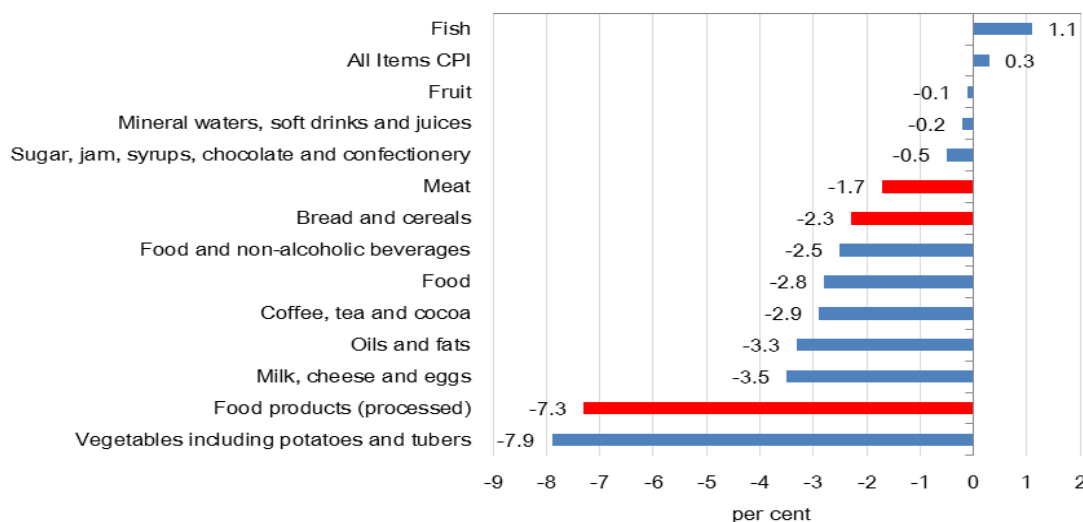 Fish 1.1
All Items CPI 0.3
Fruit -0.1
Mineral waters, soft drinks and juices -0.2
Sugar, jam, syrups, chocolate and confectionery -0.5
Meat -1.7
Bread and cereals -2.3
Food and non-alcoholic beverages -2.5
Food -2.8
Coffee, tea and cocoa -2.9
Oils and fats -3.3
Milk, cheese and eggs -3.5
Food products (processed) -7.3
Vegetables including potatoes and tubers -7.9
-9 -8 -7 -6 -5 -4 -3 -2 -1 0 1 2
per cent